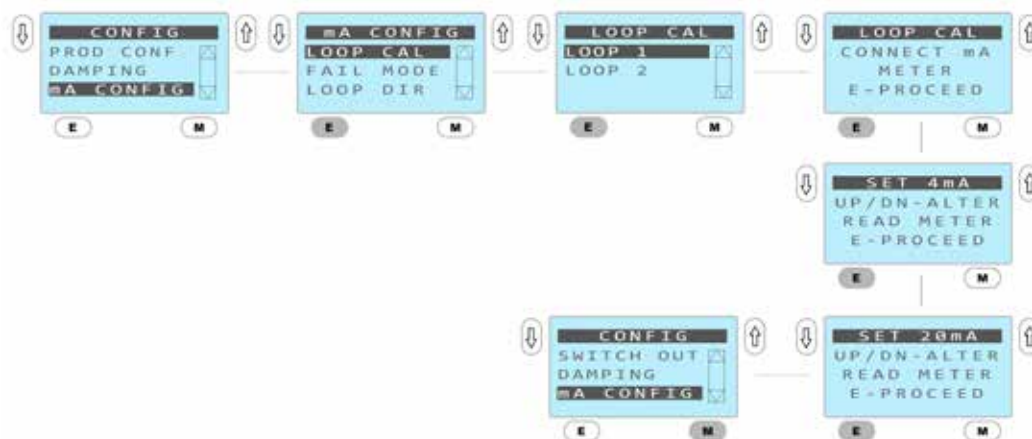 CONFIG
PROD CONF
DAMPING
mA CONFIG
E M
mA CONFIG
LOOP CAL
FAIL MODE
LOOP DIR
E M
LOOP CAL
LOOP 1
LOOP 2
E M
LOOP CAL
CONNECT mA
METER
E-PROCEED
E M
SET 4mA
UP/DN-ALTER
READ METER
E-PROCEED
E M
CONFIG
SWITCH OUT
DAMPING
mA CONFIG
E M
SET 20mA
UP/DN-ALTER
READ METER
E-PROCEED
E M